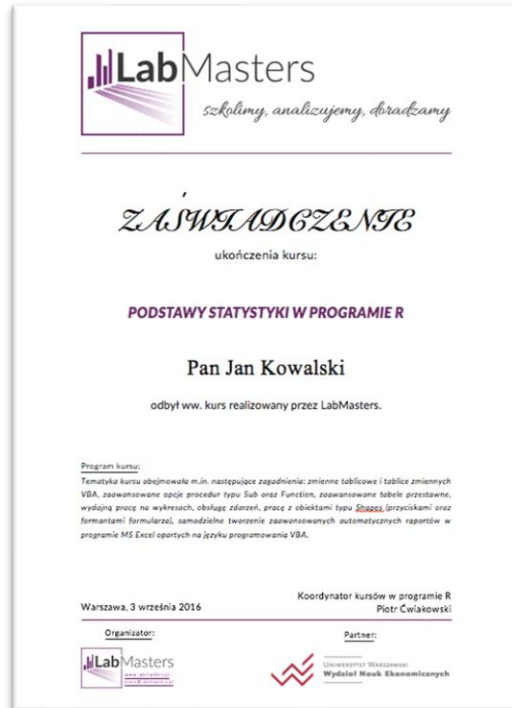 LabMasters
szkolimy, analizujemy, doradzamy
ZAŚWIADCZENIE
ukończenia kursu:
PODSTAWY STATYSTYKI W PROGRAMIE R
Pan Jan Kowalski
odbył ww. kurs realizowany przez LabMasters.
Program kursu:
Tematyka kursu obejmowała m.in. następujące zagadnienia: zmienne tablicowe i tablice zmiennych
VBA, zaawansowane opcje procedur typu Sub oraz Function, zaawansowane tabele przestawne,
wydajną pracę na wykresach, obsługę zdarzeń, pracę z obiektami typu Shapes (przyciskami oraz
formantami formularza), samodzielne tworzenie zaawansowanych automatycznych raportów w
programie MS Excel opartych na języku programowania VBA.
Koordynator kursów w programie R
Warszawa, 3 września 2016
Piotr Ćwiakowski
Organizator:
Partner:
LabMasters
Uniwersytet Warszawski
Wydział Nauk Ekonomicznych